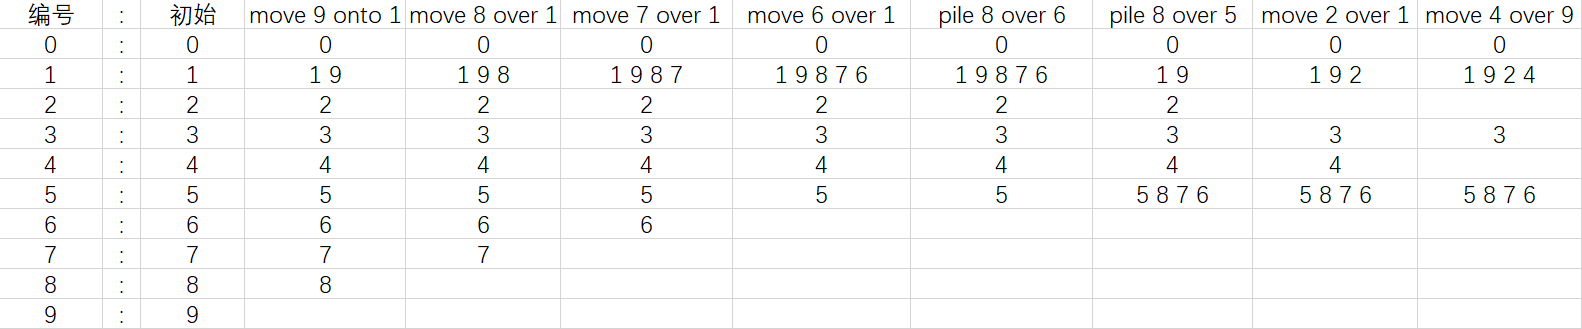 编号 : 初始 move 9 onto 1 move 8 over 1 move 7 over 1 move 6 over 1 pile 8 over 6 pile 8 over 5 move 2 over 1 move 4 over 9
0 : 0 0 0 0 0 0 0 0 0
1 : 1 1 9 1 9 8 1 9 8 7 1 9 8 7 6 1 9 8 7 6 1 9 1 9 2 1 9 2 4
2 : 2 2 2 2 2 2 2
3 : 3 3 3 3 3 3 3 3 3
4 : 4 4 4 4 4 4 4 4
5 : 5 5 5 5 5 5 5 8 7 6 5 8 7 6 5 8 7 6
6 : 6 6 6 6
7 : 7 7 7
8 : 8 8
9 : 9